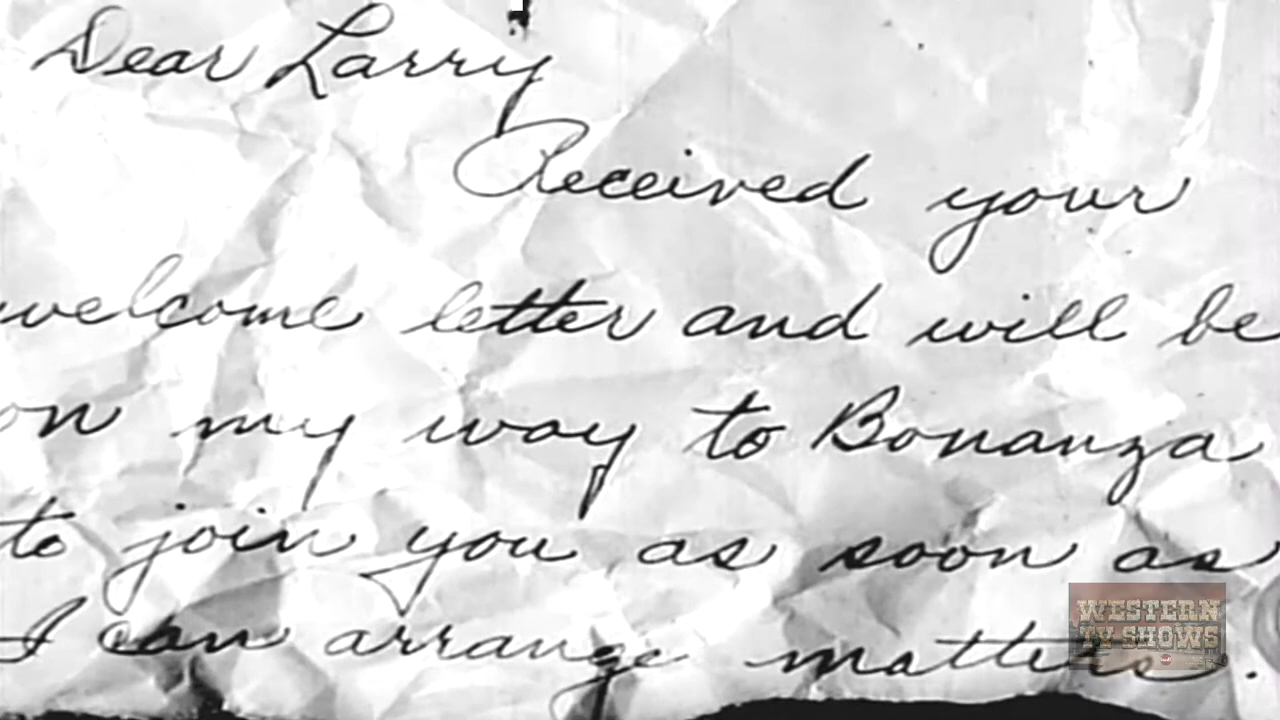 Dear Larry
Received your
welcome letter and will be
on my way to Bonanza
to join you as soon as
I can arrange matters.
WESTERN
TV SHOWS